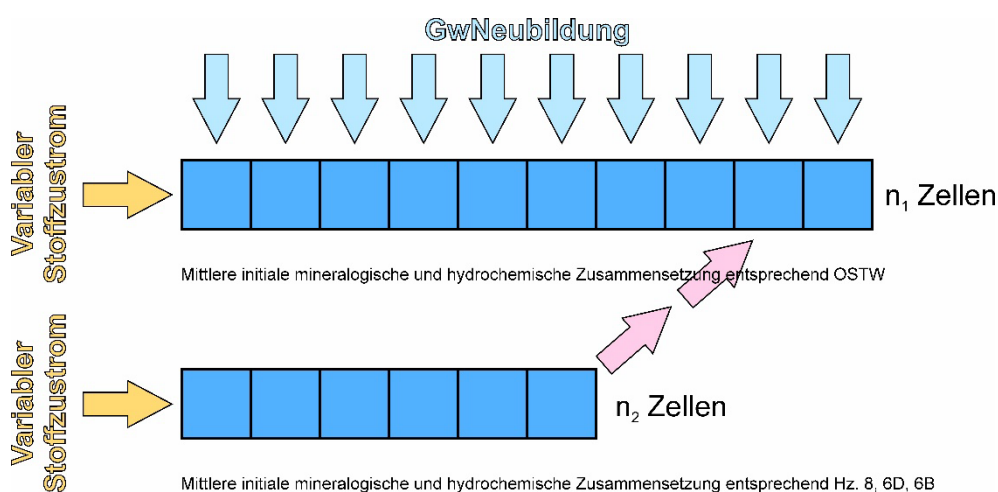 GwNeubildung
Variabler
Stoffzustrom
n₁ Zellen
Mittlere initiale mineralogische und hydrochemische Zusammensetzung entsprechend OSTW
Variabler
Stoffzustrom
n₂ Zellen
Mittlere initiale mineralogische und hydrochemische Zusammensetzung entsprechend Hz. 8, 6D, 6B